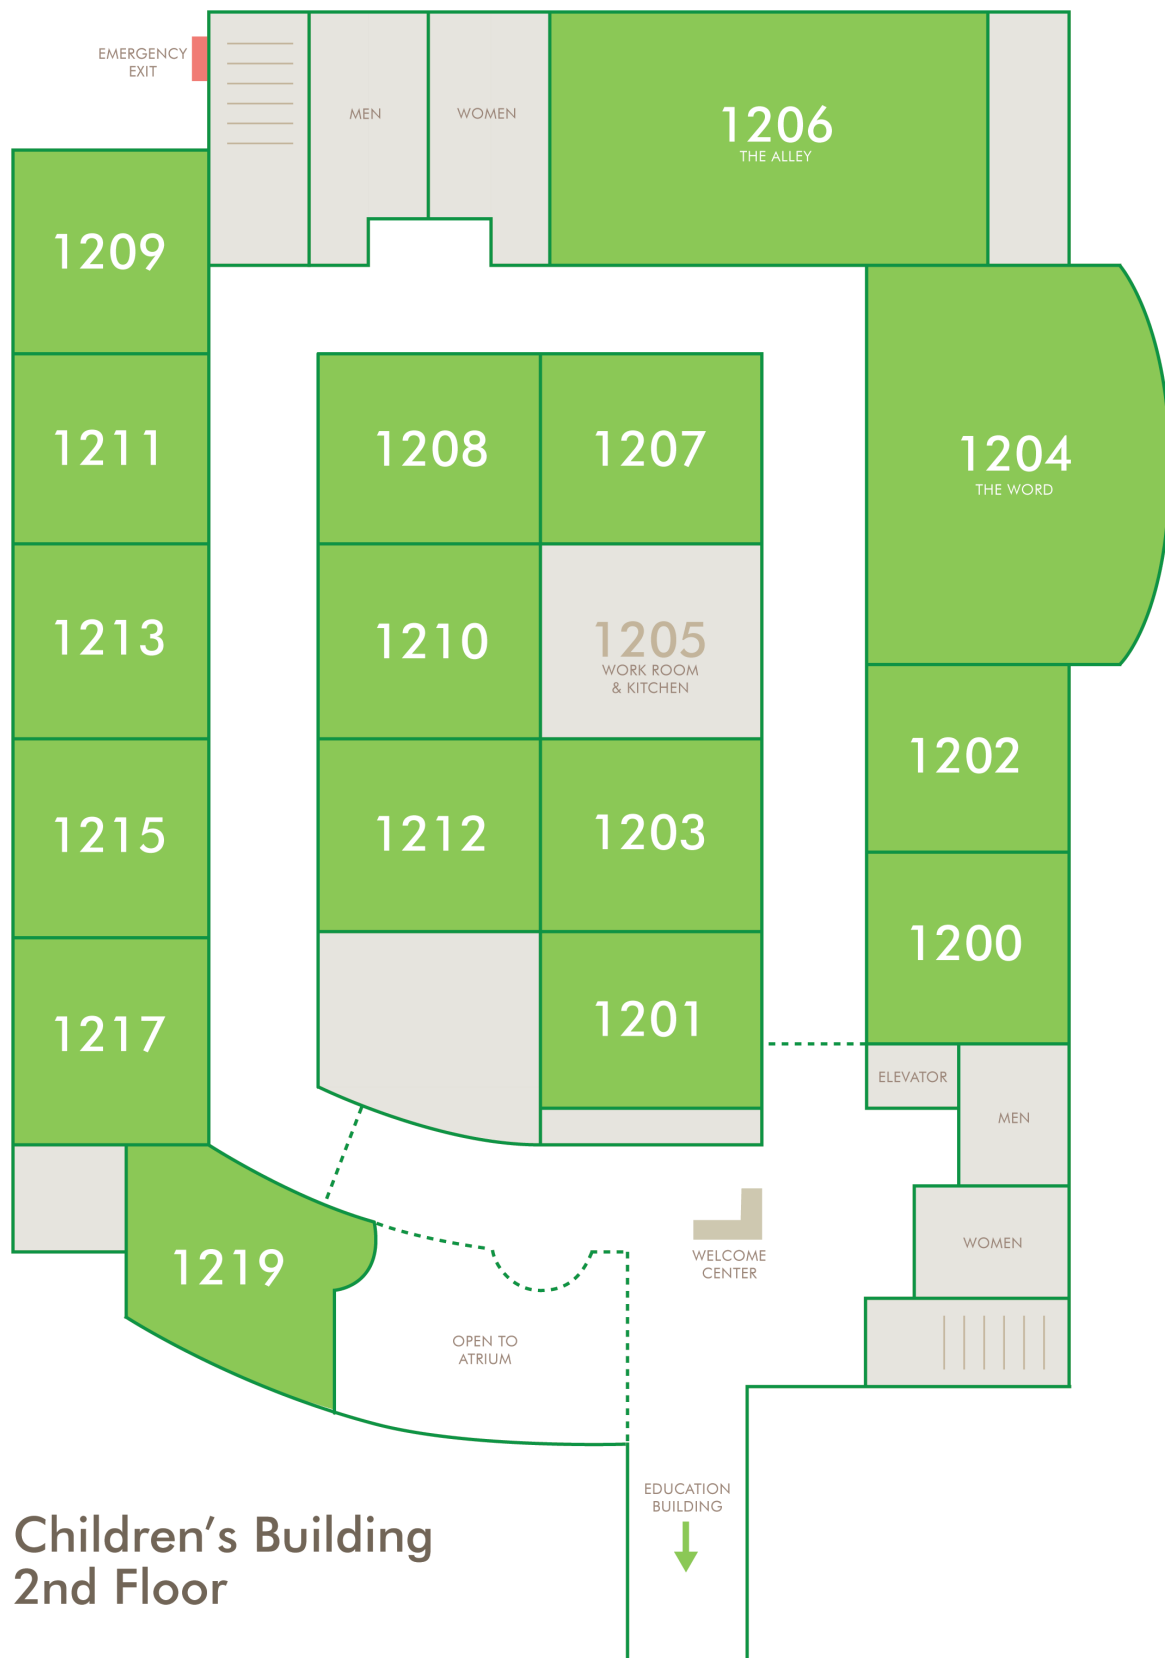 EMERGENCY
EXIT
MEN
WOMEN
1206
THE ALLEY
1209
1211
1208
1207
1204
THE WORD
1213
1210
1205
WORK ROOM
& KITCHEN
1202
1215
1212
1203
1200
1217
1201
ELEVATOR
MEN
WOMEN
1219
WELCOME
CENTER
OPEN TO
ATRIUM
EDUCATION
BUILDING
Children's Building
2nd Floor